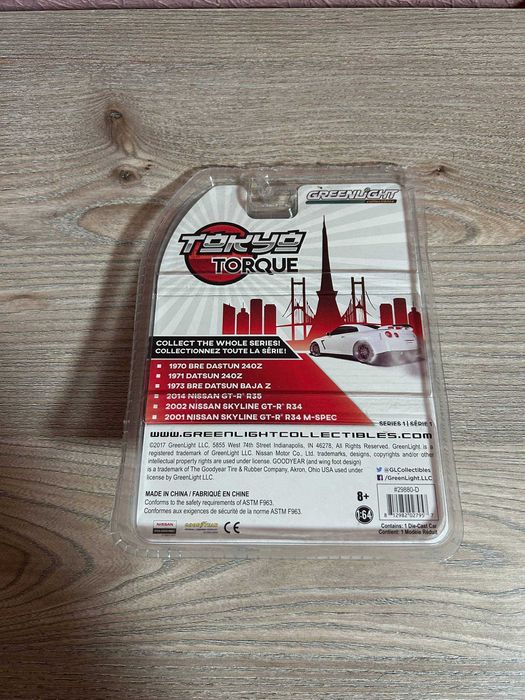 GREENLIGHT
TOKYO
TORQUE
COLLECT THE WHOLE SERIES!
COLLECTIONNEZ TOUTE LA SÉRIE!
1970 BRE DASTUN 240Z
1971 DATSUN 240Z
1973 BRE DATSUN BAJA Z
2014 NISSAN GT-R® R35
2002 NISSAN SKYLINE GT-R® R34
2001 NISSAN SKYLINE GT-R® R34 M-SPEC
SERIES 1 | SÉRIE 1
WWW.GREENLIGHTCOLLECTIBLES.COM
©2017 GreenLight LLC, 5855 West 74th Street Indianapolis, IN 46278, All Rights Reserved. GreenLight is a
registered trademark of GreenLight LLC. Nissan Motor Co., Ltd. trademarks, designs, copyrights and/or other
intellectual property rights are used under license. GOODYEAR (and wing foot design)
is a trademark of The Goodyear Tire & Rubber Company, Akron, Ohio USA used under
license by GreenLight LLC.
@GLCollectibles
/GreenLight.LLC
MADE IN CHINA / FABRIQUÉ EN CHINE
Conforms to the safety requirements of ASTM F963.
Conformes aux exigences de sécurité de la norme ASTM F963.
8+
1:64
#29880-D
8 12982 02795 7
Contains: 1 Die-Cast Car
Contient: 1 Modèle Réduit
NISSAN
GOODYEAR
CE